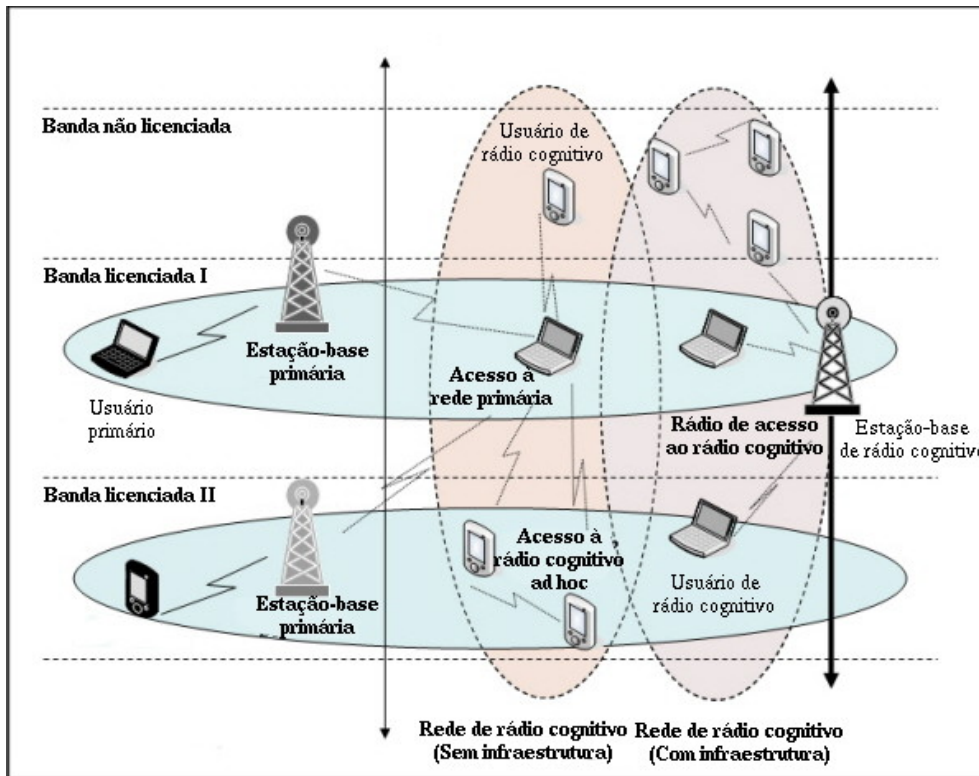 Banda não licenciada
Usuário de
rádio cognitivo
Banda licenciada I
Estação-base
primária
Usuário
primário
Acesso à
rede primária
Rádio de acesso
ao rádio cognitivo
Estação-base
de rádio cognitivo
Banda licenciada II
Estação-base
primária
Acesso à
rádio cognitivo
ad hoc
Usuário de
rádio cognitivo
Rede de rádio cognitivo
(Sem infraestrutura)
Rede de rádio cognitivo
(Com infraestrutura)